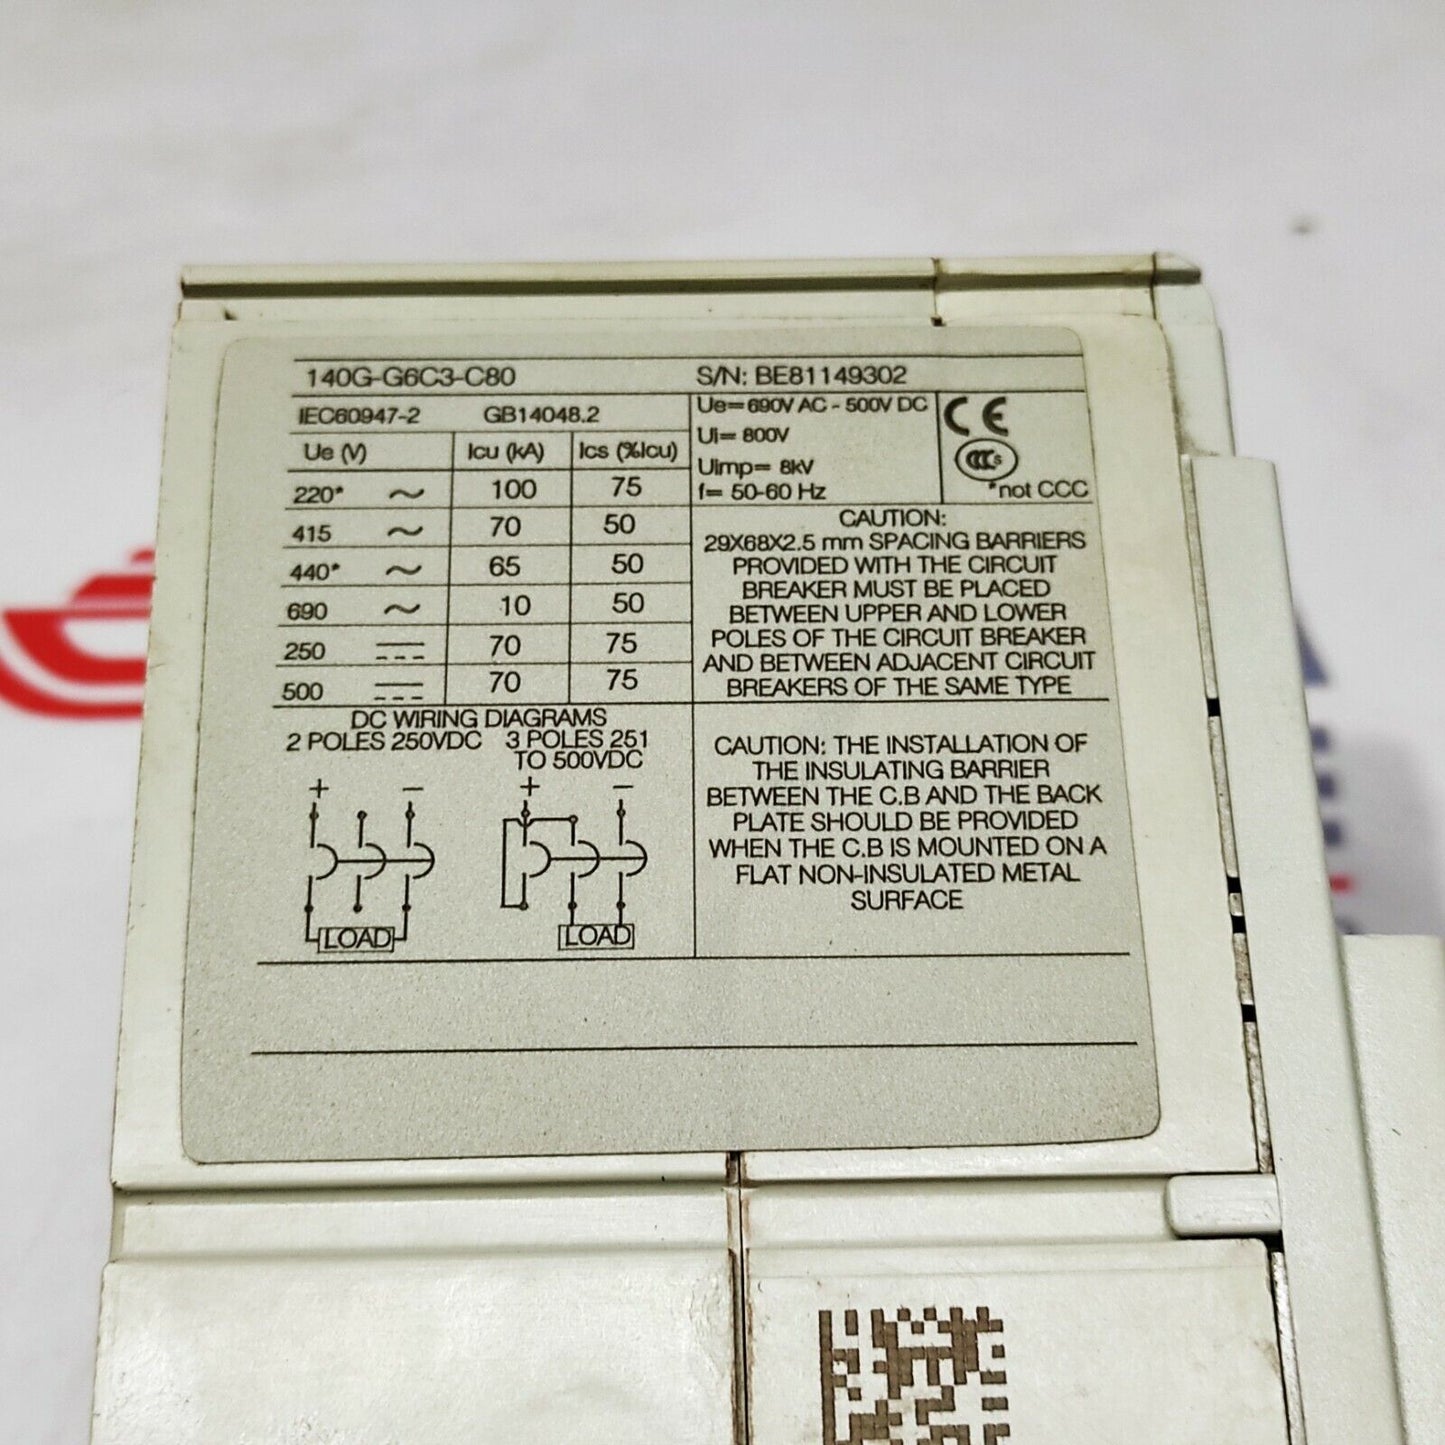 140G-G6C3-C80 S/N: BE81149302
IEC60947-2 GB14048.2
Ue (V) Icu (kA) Ics (%Icu)
220* ~ 100 75
415 ~ 70 50
440* ~ 65 50
690 ~ 10 50
250 70 75
500 70 75
Ue= 690V AC - 500V DC
Ui= 800V
Uimp= 8kV
f= 50-60 Hz
CE
CCC S
*not CCC
CAUTION:
29X68X2.5 mm SPACING BARRIERS
PROVIDED WITH THE CIRCUIT
BREAKER MUST BE PLACED
BETWEEN UPPER AND LOWER
POLES OF THE CIRCUIT BREAKER
AND BETWEEN ADJACENT CIRCUIT
BREAKERS OF THE SAME TYPE
DC WIRING DIAGRAMS
2 POLES 250VDC 3 POLES 251
TO 500VDC
+ − + −
LOAD LOAD
CAUTION: THE INSTALLATION OF
THE INSULATING BARRIER
BETWEEN THE C.B AND THE BACK
PLATE SHOULD BE PROVIDED
WHEN THE C.B IS MOUNTED ON A
FLAT NON-INSULATED METAL
SURFACE